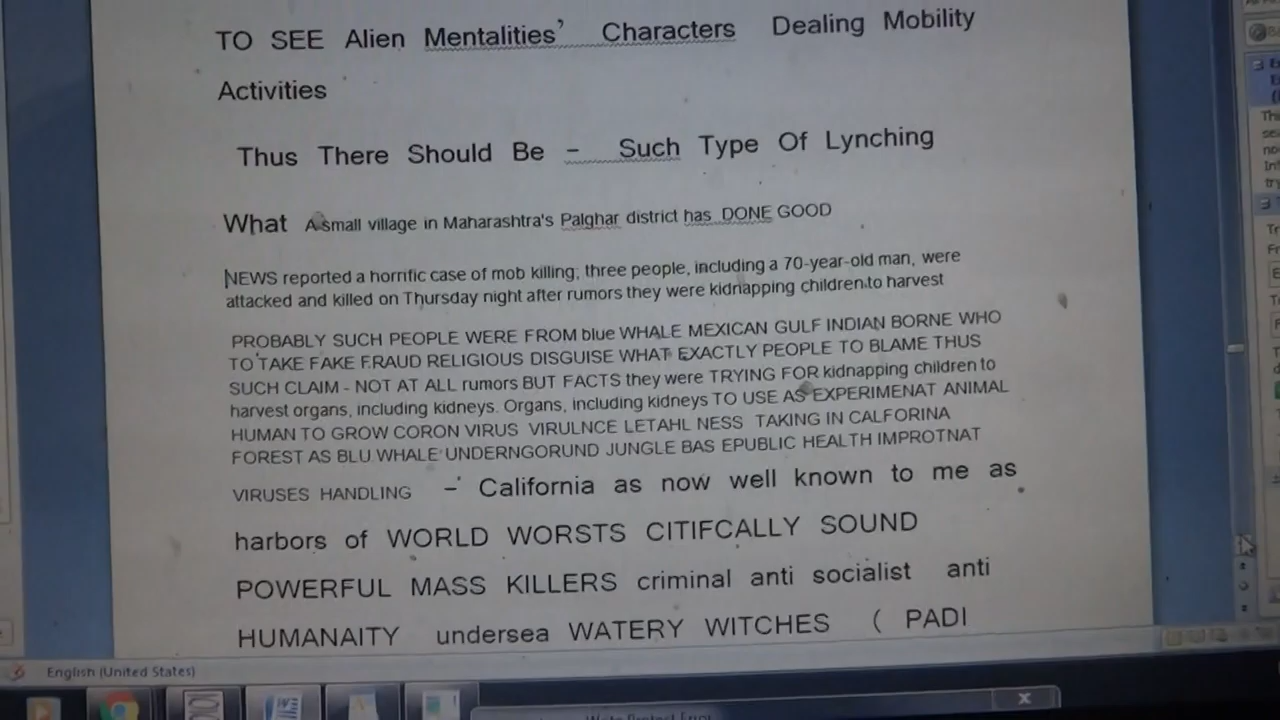 TO SEE Alien Mentalities' Characters Dealing Mobility
Activities
Thus There Should Be - Such Type Of Lynching
What A small village in Maharashtra's Palghar district has DONE GOOD
NEWS reported a horrific case of mob killing; three people, including a 70-year-old man, were
attacked and killed on Thursday night after rumors they were kidnapping children to harvest
PROBABLY SUCH PEOPLE WERE FROM blue WHALE MEXICAN GULF INDIAN BORNE WHO
TO TAKE FAKE FRAUD RELIGIOUS DISGUISE WHAT EXACTLY PEOPLE TO BLAME THUS
SUCH CLAIM - NOT AT ALL rumors BUT FACTS they were TRYING FOR kidnapping children to
harvest organs, including kidneys. Organs, including kidneys TO USE AS EXPERIMENAT ANIMAL
HUMAN TO GROW CORON VIRUS VIRULNCE LETAHL NESS TAKING IN CALFORINA
FOREST AS BLU WHALE UNDERNGORUND JUNGLE BAS EPUBLIC HEALTH IMPROTNAT
VIRUSES HANDLING - California as now well known to me as
harbors of WORLD WORSTS CITIFCALLY SOUND
POWERFUL MASS KILLERS criminal anti socialist anti
HUMANAITY undersea WATERY WITCHES ( PADI
English (United States)